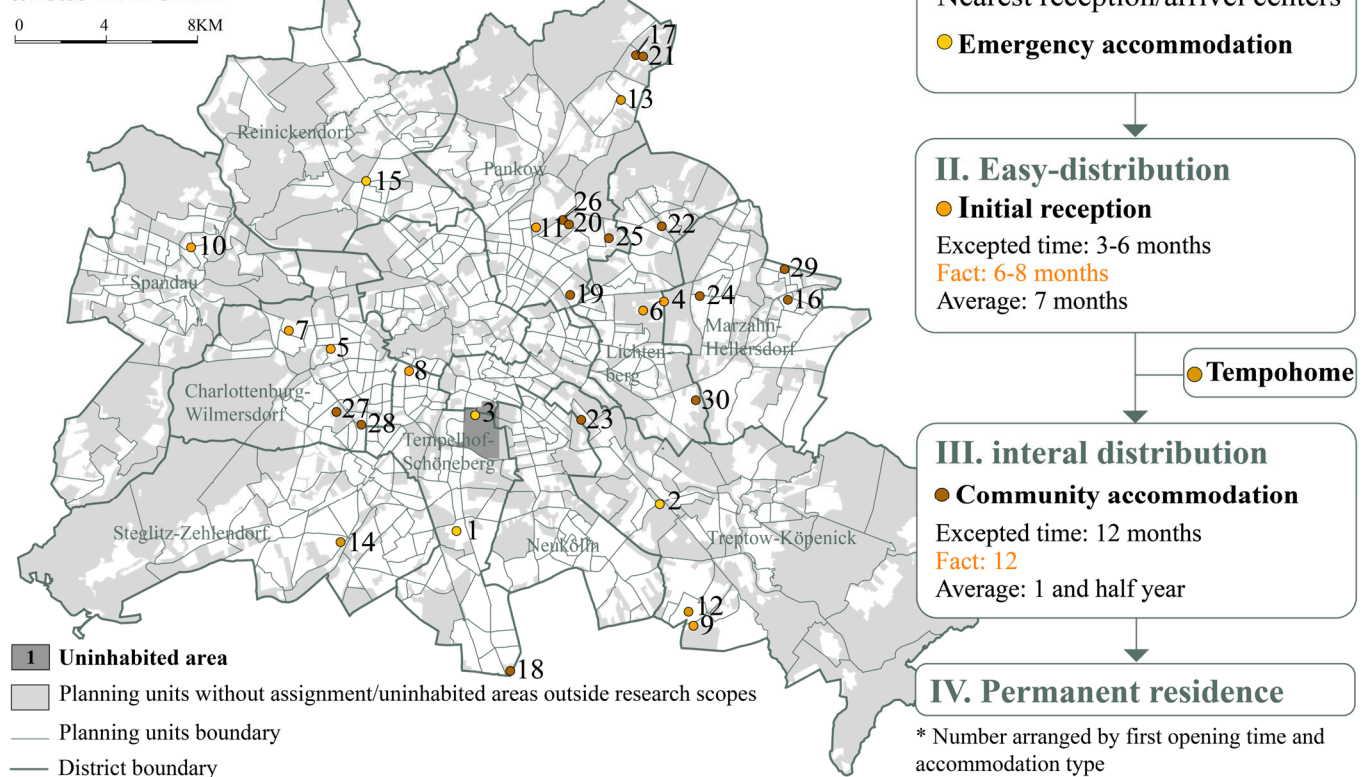 0 4 8KM
17
21
13
Reinickendorf
Pankow
15
26
20
11
22
25
10
29
Spandau
19
4
24
16
6
7
Marzahn-
Hellersdorf
5
Lichten-
berg
8
Charlottenburg-
Wilmersdorf
30
27
3
23
28
Tempelhof-
Schöneberg
2
Steglitz-Zehlendorf
1
14
Neukölln
Treptow-Köpenick
12
9
18
1 Uninhabited area
Planning units without assignment/uninhabited areas outside research scopes
Planning units boundary
District boundary
Nearest reception/arriver centers
Emergency accommodation
II. Easy-distribution
Initial reception
Excepted time: 3-6 months
Fact: 6-8 months
Average: 7 months
Tempohome
III. interal distribution
Community accommodation
Excepted time: 12 months
Fact: 12
Average: 1 and half year
IV. Permanent residence
* Number arranged by first opening time and
accommodation type